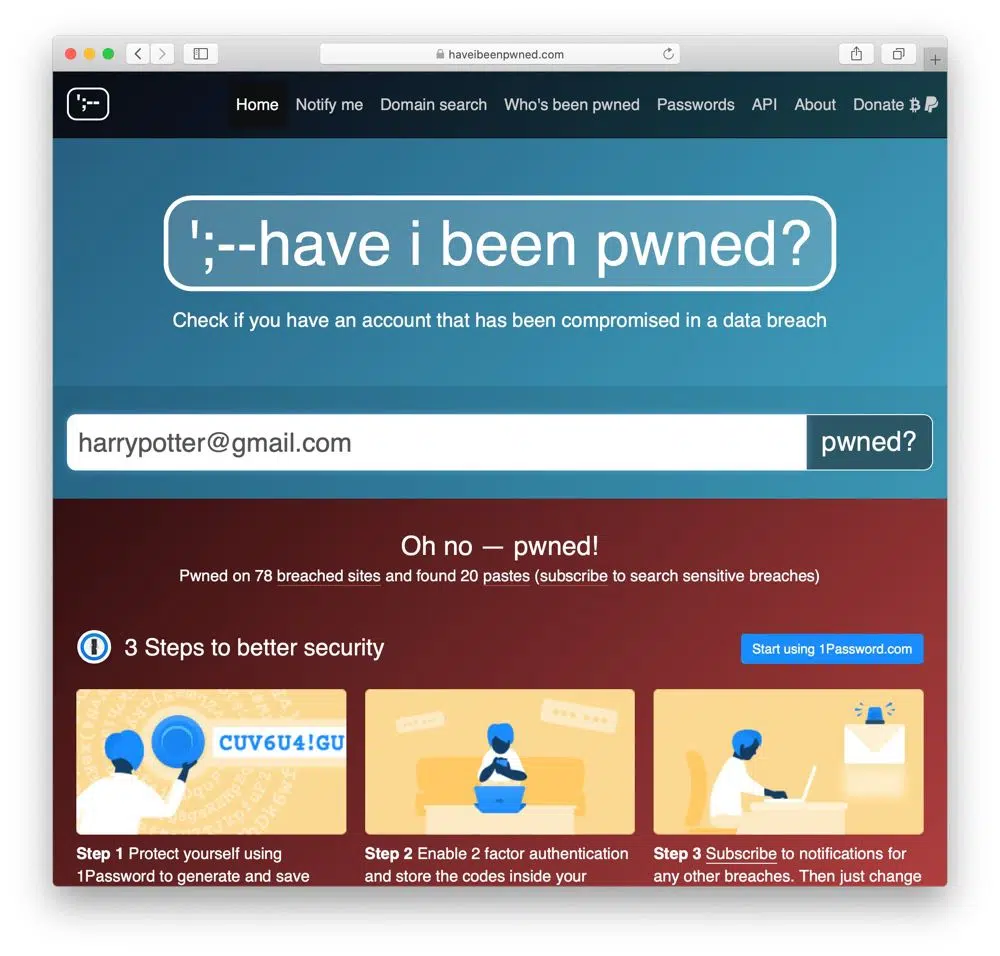 haveibeenpwned.com
';--
Home Notify me Domain search Who's been pwned Passwords API About Donate
';--have i been pwned?
Check if you have an account that has been compromised in a data breach
harrypotter@gmail.com pwned?
Oh no — pwned!
Pwned on 78 breached sites and found 20 pastes (subscribe to search sensitive breaches)
3 Steps to better security Start using 1Password.com
CUV6U4!GU
Step 1 Protect yourself using
1Password to generate and save
Step 2 Enable 2 factor authentication
and store the codes inside your
Step 3 Subscribe to notifications for
any other breaches. Then just change